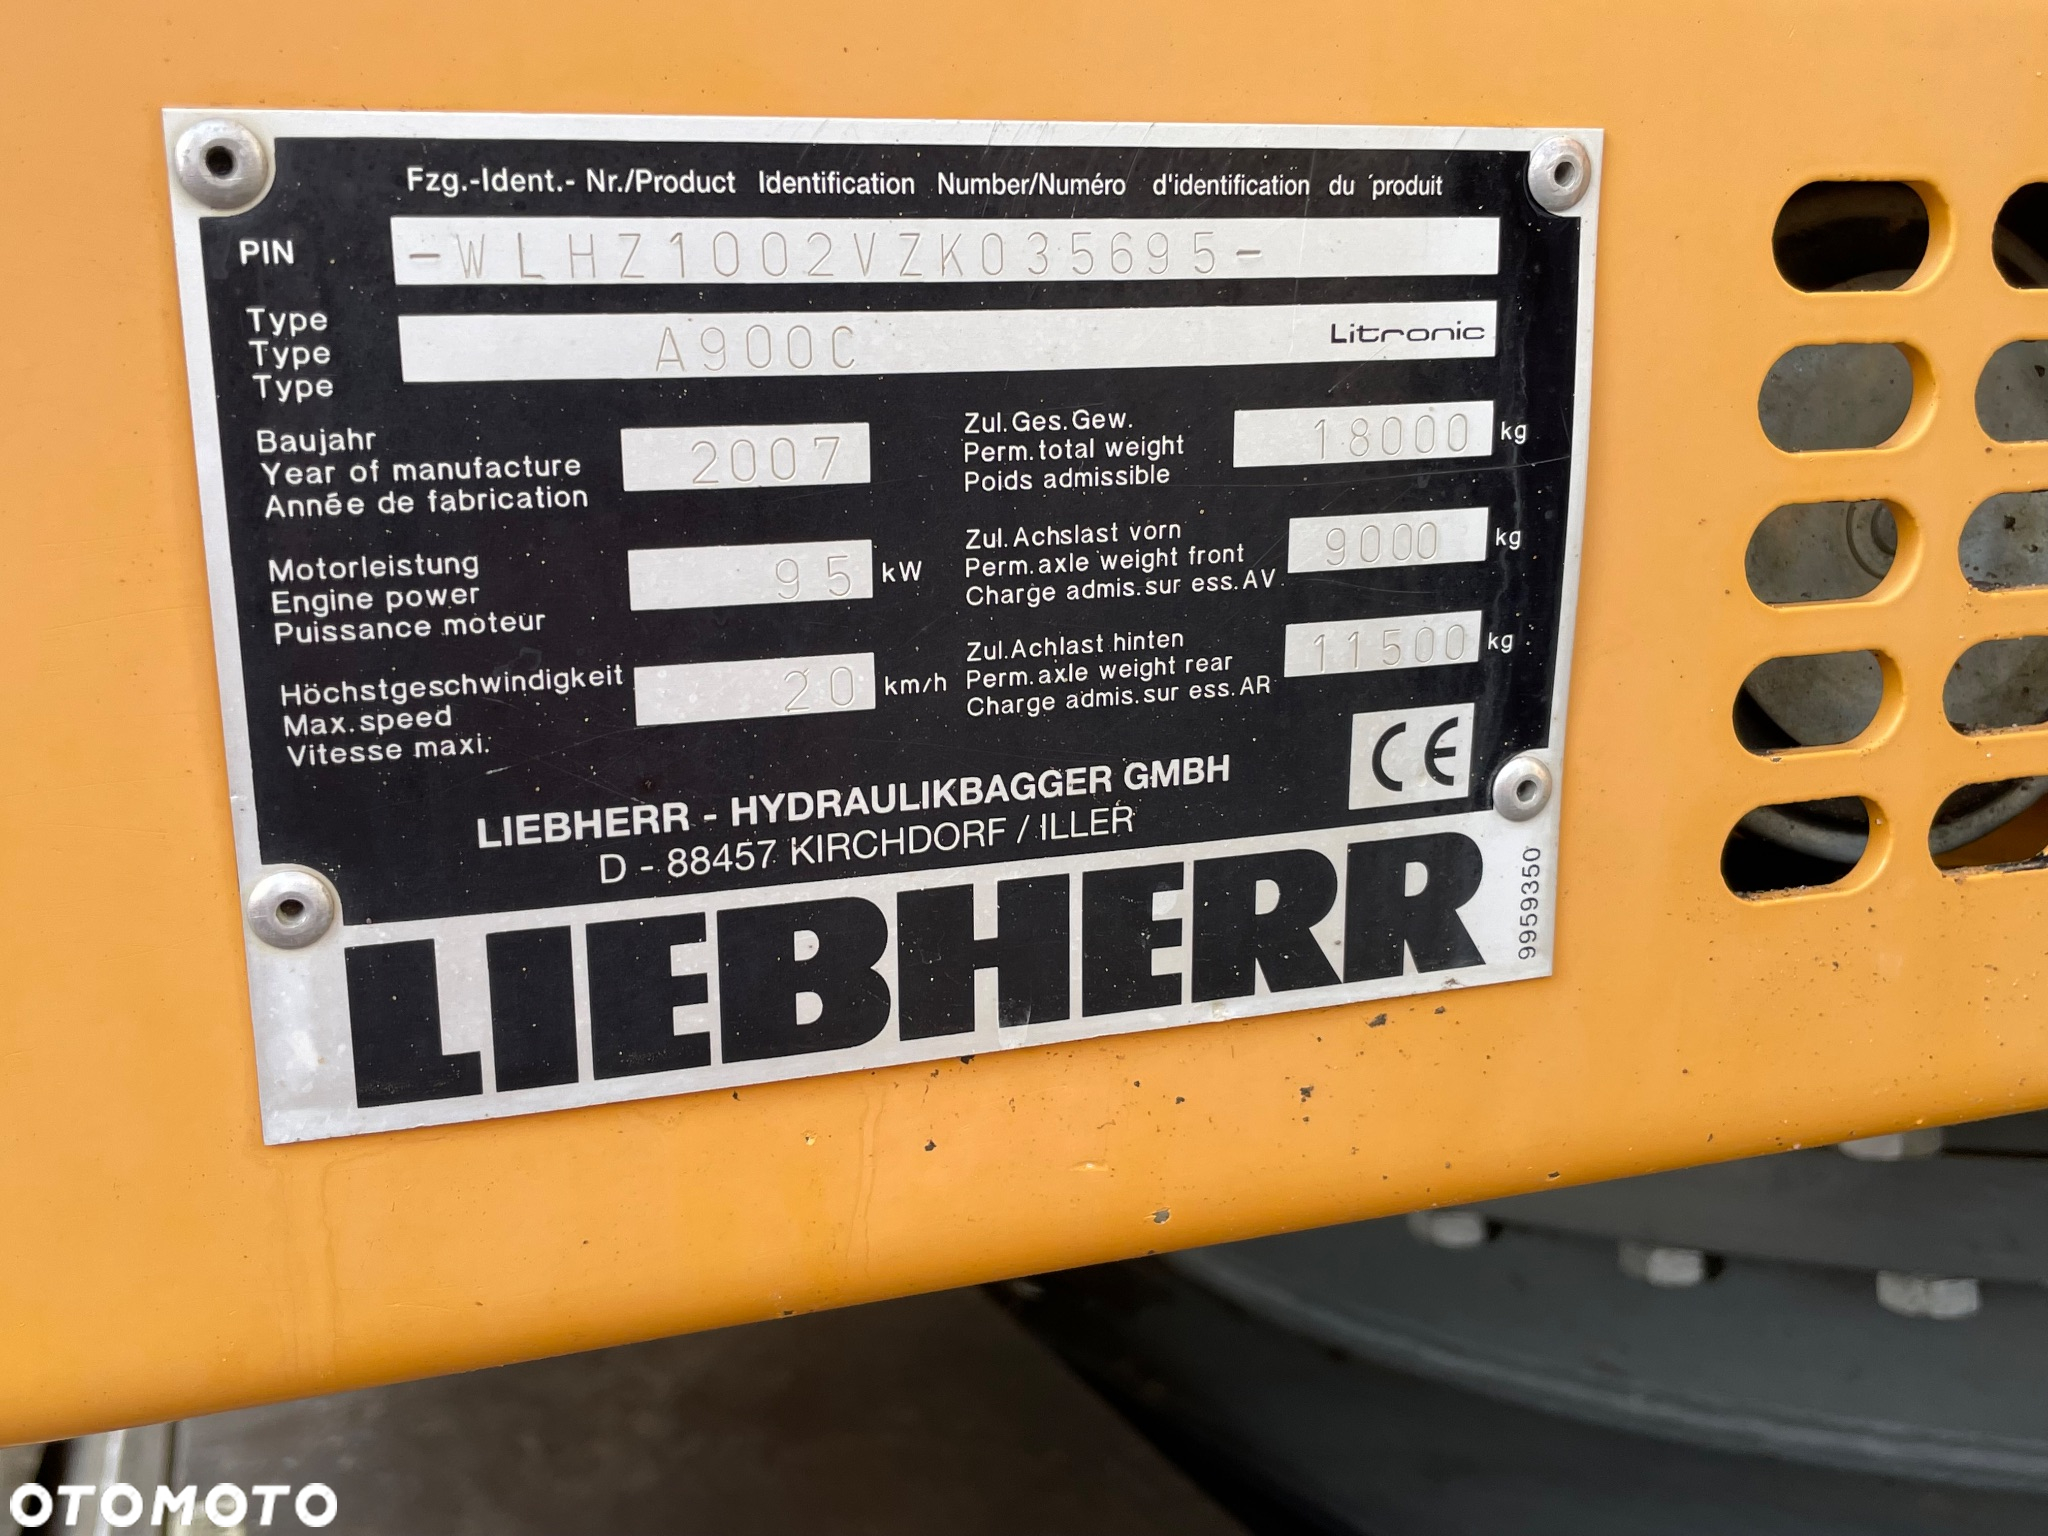 Fzg.-Ident.- Nr./Product Identification Number/Numéro d'identification du produit
PIN -WLHZ1002VZK035695-
Type
Type A900C Litronic
Type
Baujahr
Year of manufacture 2007
Année de fabrication
Zul.Ges.Gew.
Perm.total weight 18000 kg
Poids admissible
Motorleistung
Engine power 95 kW
Puissance moteur
Zul.Achslast vorn
Perm.axle weight front 9000 kg
Charge admis.sur ess.AV
Höchstgeschwindigkeit
Max.speed 20 km/h
Vitesse maxi.
Zul.Achlast hinten
Perm.axle weight rear 11500 kg
Charge admis.sur ess.AR
CE
LIEBHERR - HYDRAULIKBAGGER GMBH
D - 88457 KIRCHDORF / ILLER
LIEBHERR
9959350
OTOMOTO